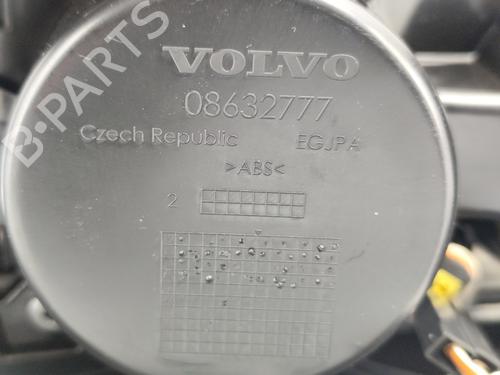 B-PARTS
VOLVO
08632777
Czech Republic EGJPA
>ABS<
2